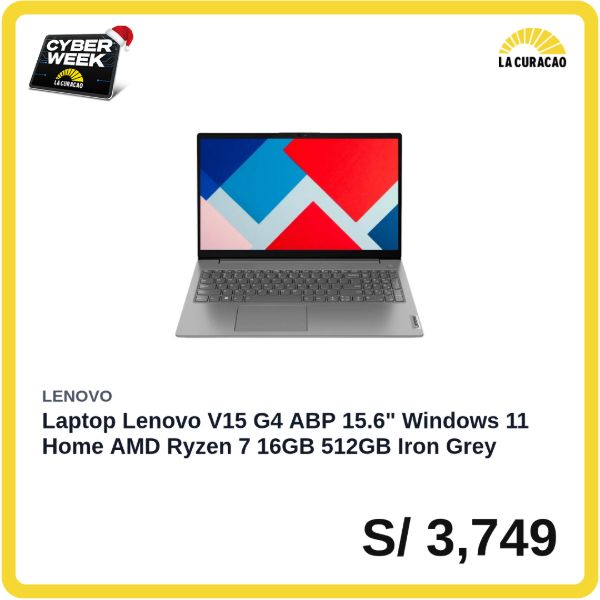 CYBER
WEEK
LA CURACAO
LA CURACAO
LENOVO
Laptop Lenovo V15 G4 ABP 15.6" Windows 11
Home AMD Ryzen 7 16GB 512GB Iron Grey
S/ 3,749